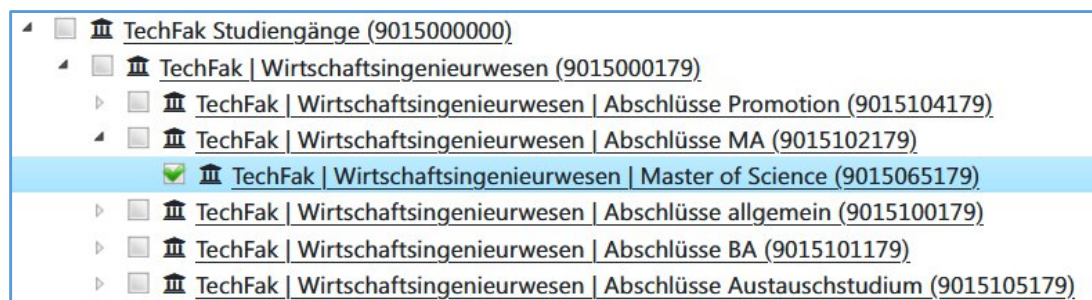 TechFak Studiengänge (9015000000)
TechFak | Wirtschaftsingenieurwesen (9015000179)
TechFak | Wirtschaftsingenieurwesen | Abschlüsse Promotion (9015104179)
TechFak | Wirtschaftsingenieurwesen | Abschlüsse MA (9015102179)
TechFak | Wirtschaftsingenieurwesen | Master of Science (9015065179)
TechFak | Wirtschaftsingenieurwesen | Abschlüsse allgemein (9015100179)
TechFak | Wirtschaftsingenieurwesen | Abschlüsse BA (9015101179)
TechFak | Wirtschaftsingenieurwesen | Abschlüsse Austauschstudium (9015105179)